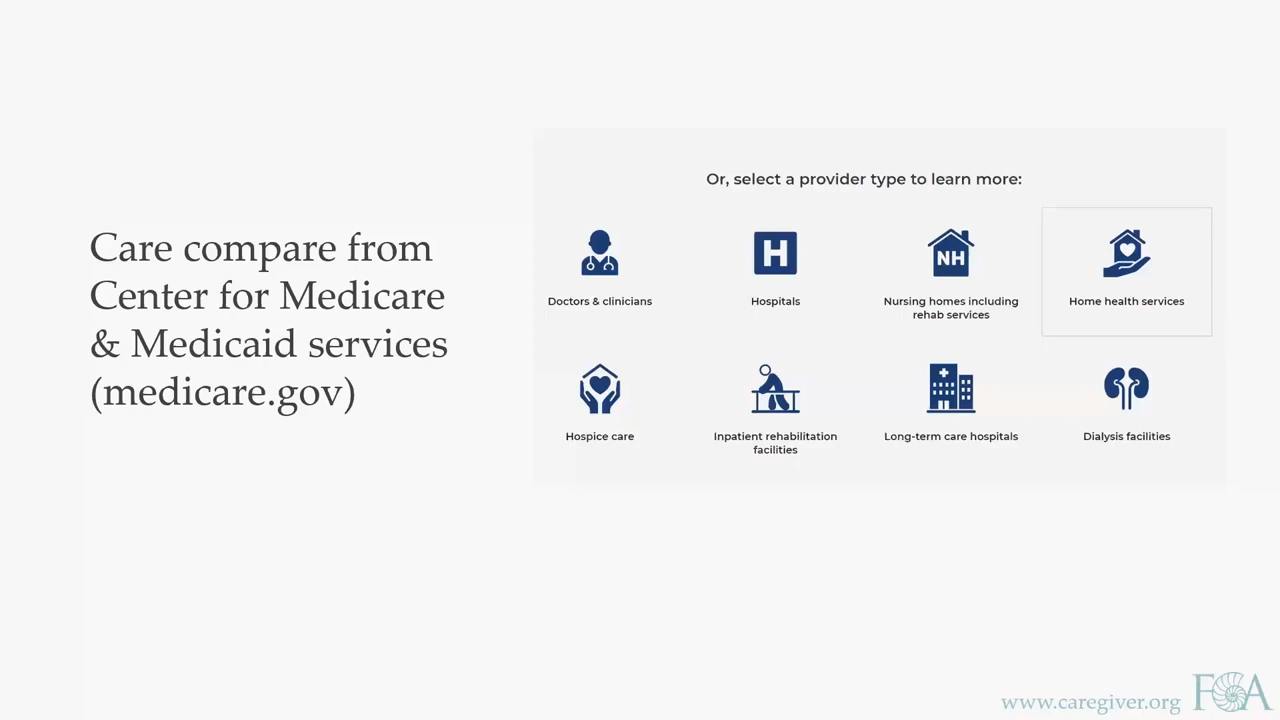 Care compare from
Center for Medicare
& Medicaid services
(medicare.gov)
Or, select a provider type to learn more:
Doctors & clinicians
H
Hospitals
NH
Nursing homes including
rehab services
Home health services
Hospice care
Inpatient rehabilitation
facilities
Long-term care hospitals
Dialysis facilities
www.caregiver.org
FCA